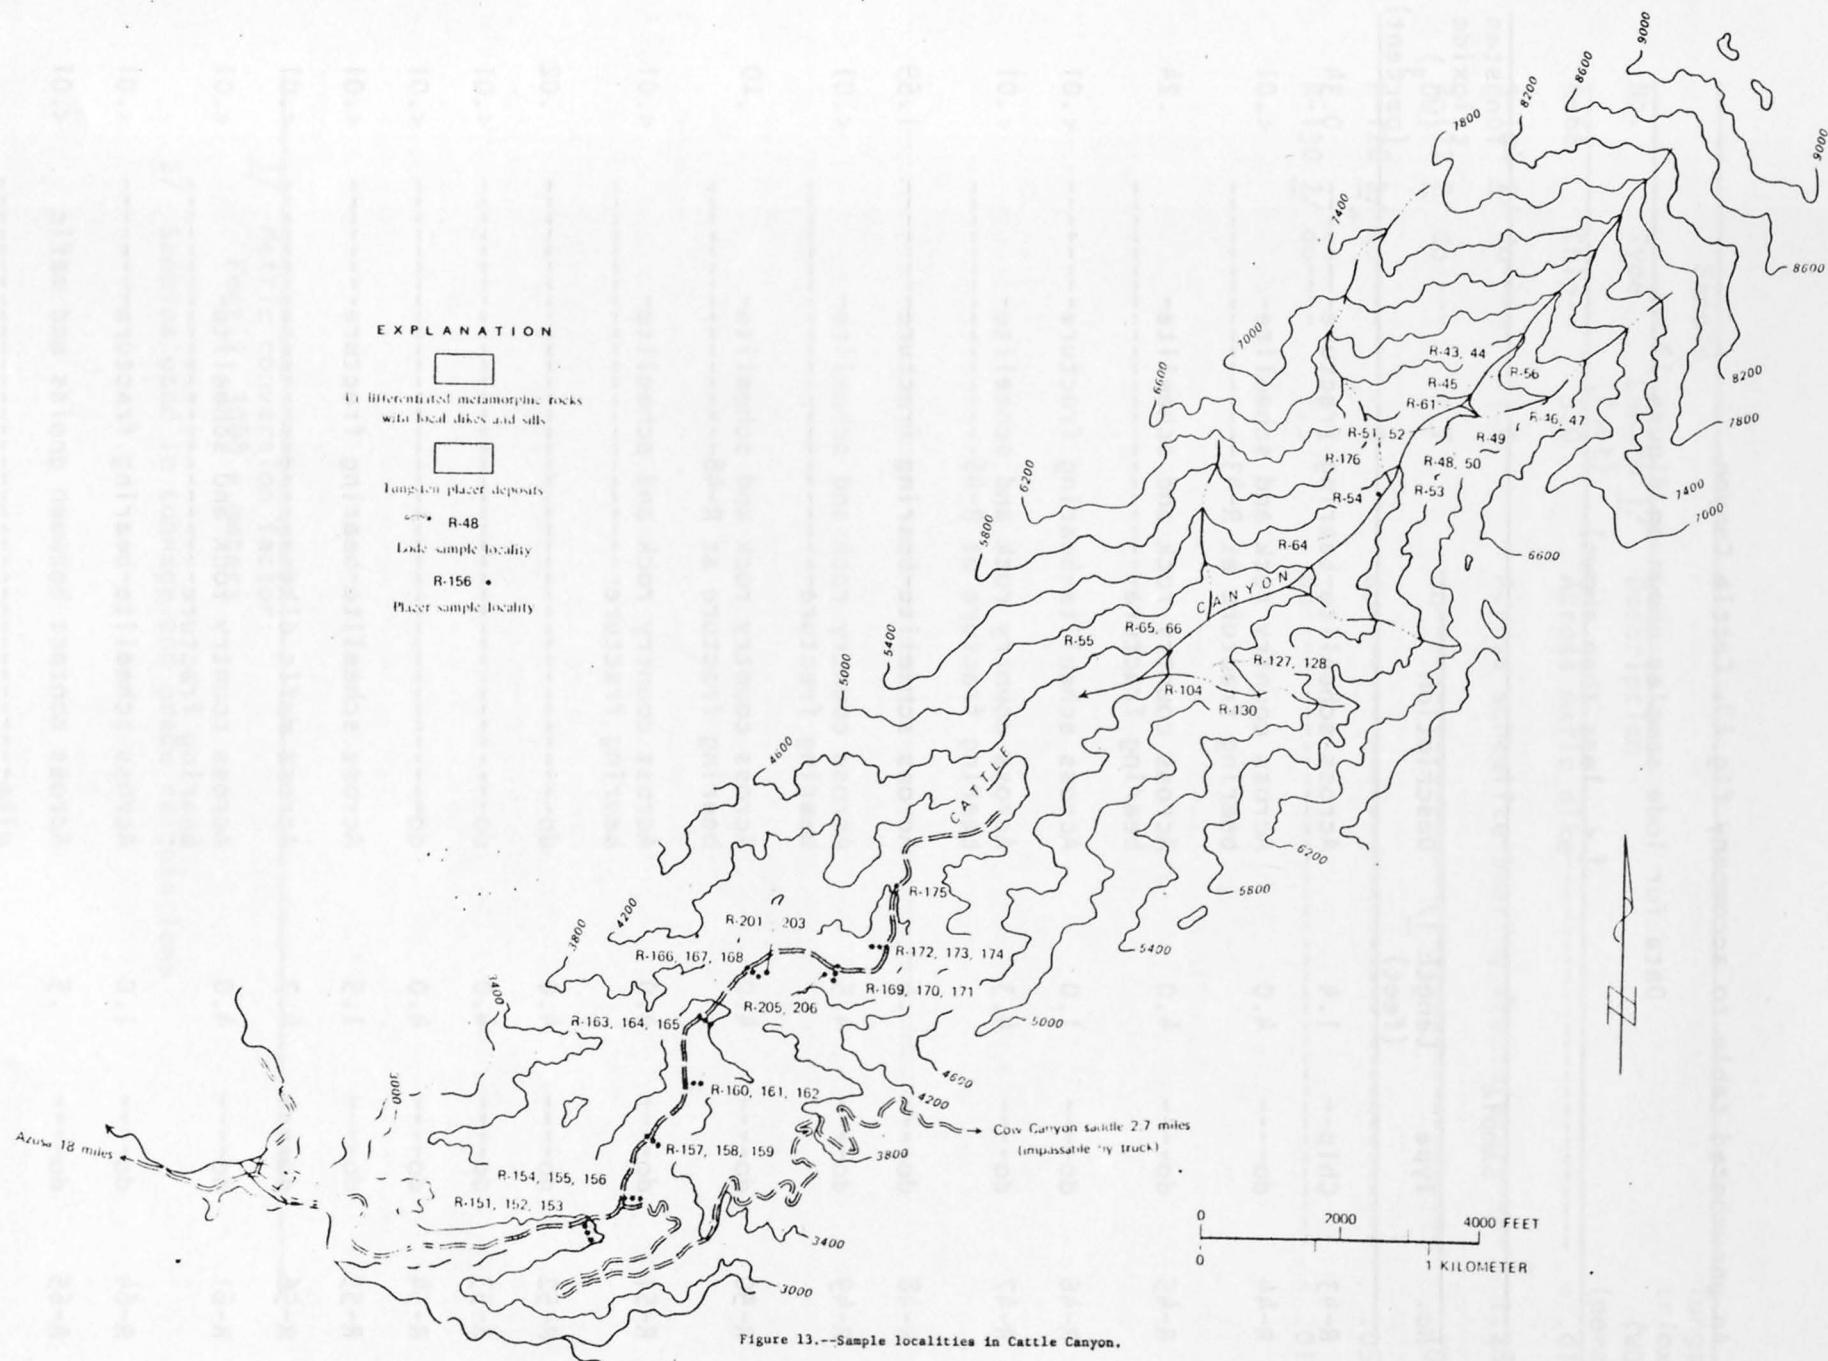 EXPLANATION
differentiated metamorphic rocks
with local dikes and sills
Tungsten placer deposits
R-48
Lode sample locality
R-156
Placer sample locality
9000
8600
8200
7800
9000
7400
8600
7000
6600
R-43, 44
R-45
R-56
8200
R-61
R-46, 47
7800
R-51, 52
R-49
R-176
R-48, 50
6200
R-54
R-53
7400
7000
5800
R-64
6600
CANYON
R-65, 66
R-55
5400
5000
R-127, 128
R-104
R-130
4600
CATTLE
6200
R-175
5800
4200
R-201
203
3800
R-166, 167, 168
R-172, 173, 174
5400
R-169, 170, 171
3400
R-205, 206
R-163, 164, 165
5000
4600
3000
R-160, 161, 162
4200
Cow Canyon saddle 2.7 miles
(impassable by truck)
Azusa 18 miles
R-157, 158, 159
3800
R-154, 155, 156
R-151, 152, 153
3400
3000
0 2000 4000 FEET
0 1 KILOMETER
Figure 13.--Sample localities in Cattle Canyon.